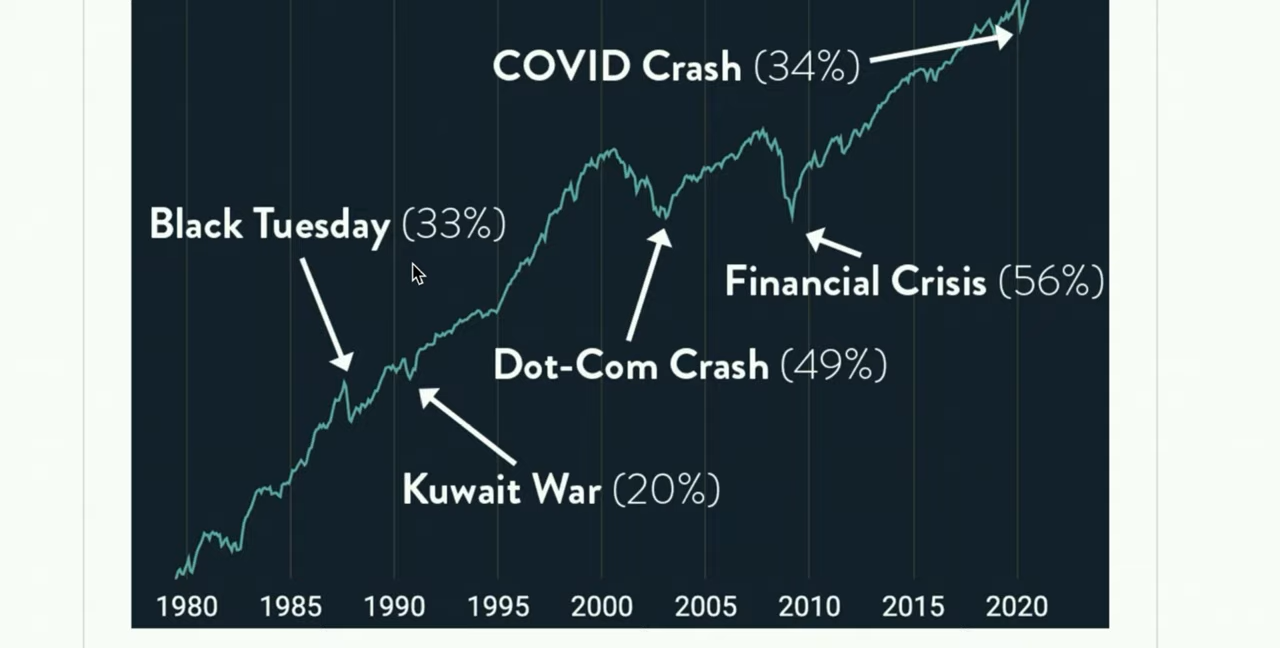 COVID Crash (34%)
Black Tuesday (33%)
Financial Crisis (56%)
Dot-Com Crash (49%)
Kuwait War (20%)
1980 1985 1990 1995 2000 2005 2010 2015 2020